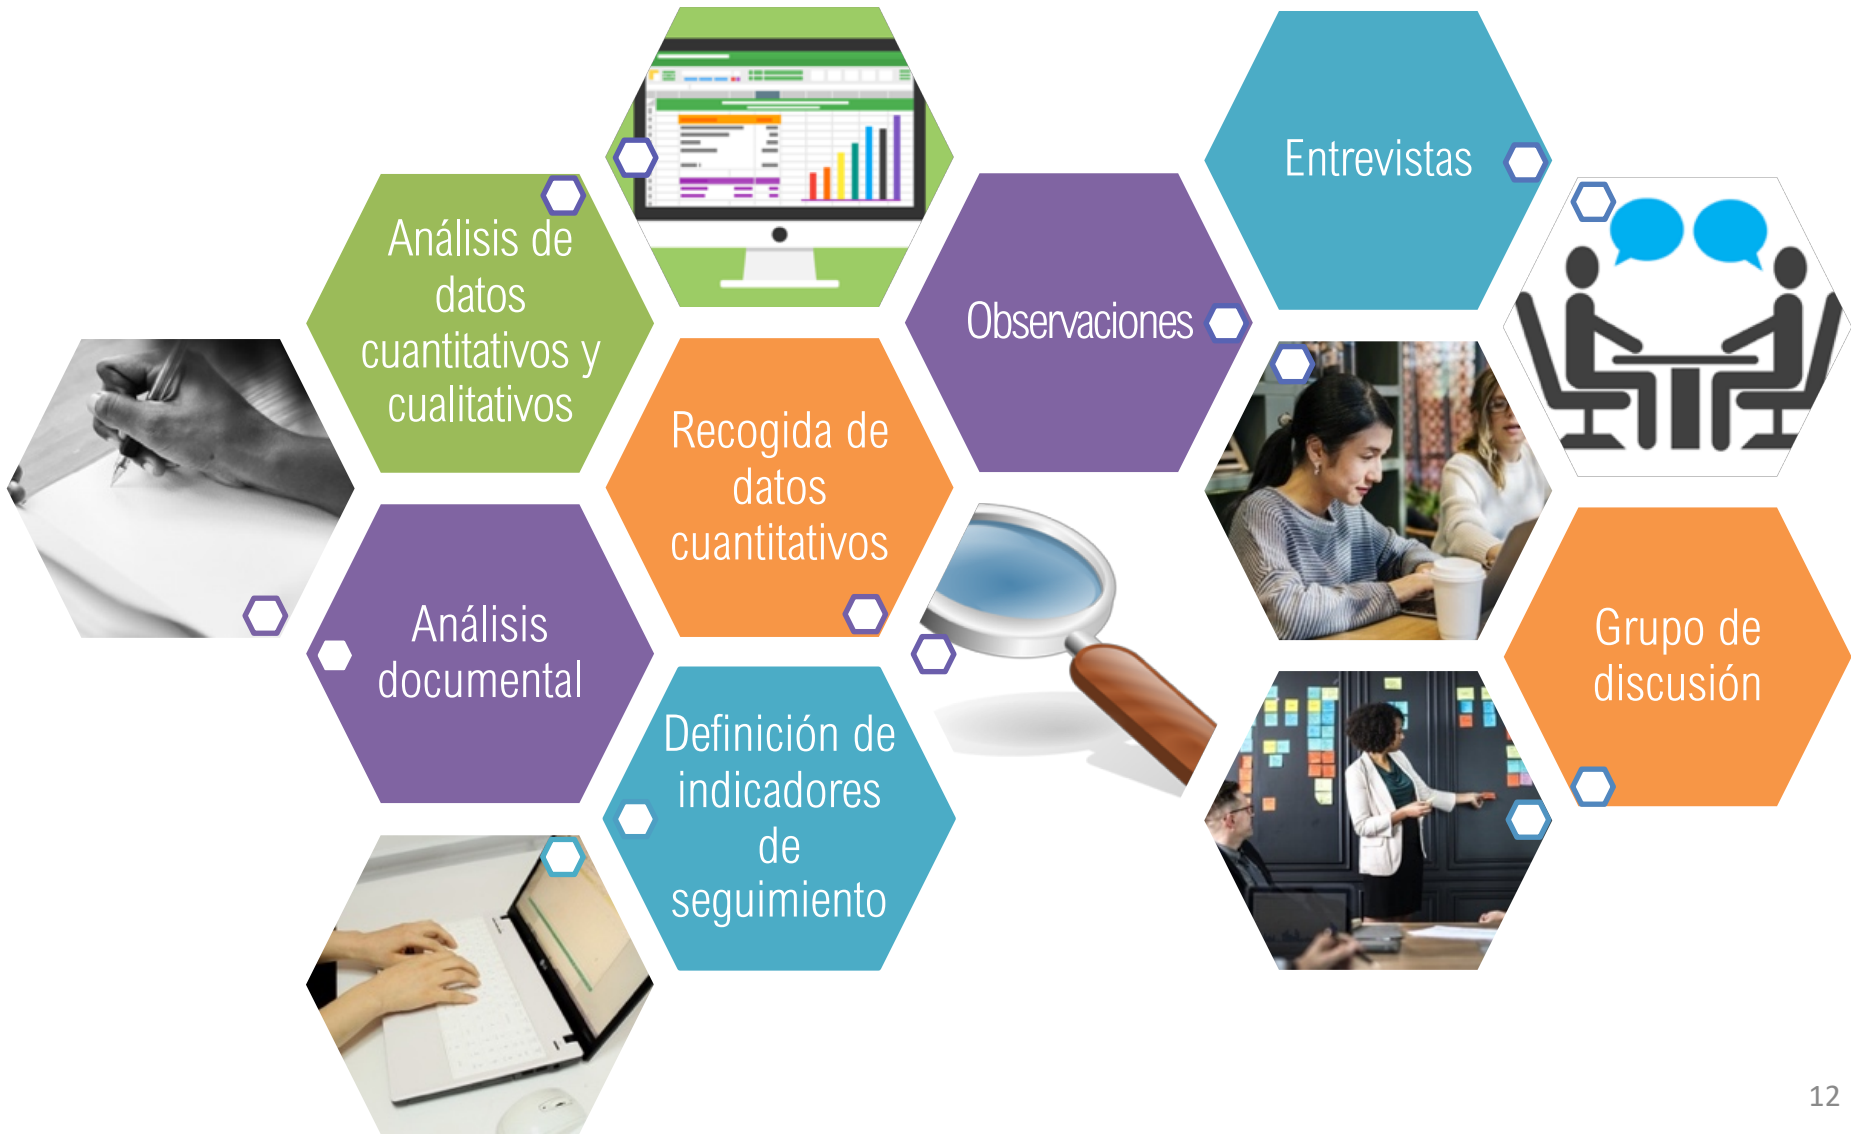 Análisis de
datos
cuantitativos y
cualitativos
Análisis
documental
Recogida de
datos
cuantitativos
Definición de
indicadores
de
seguimiento
Observaciones
Entrevistas
Grupo de
discusión
12